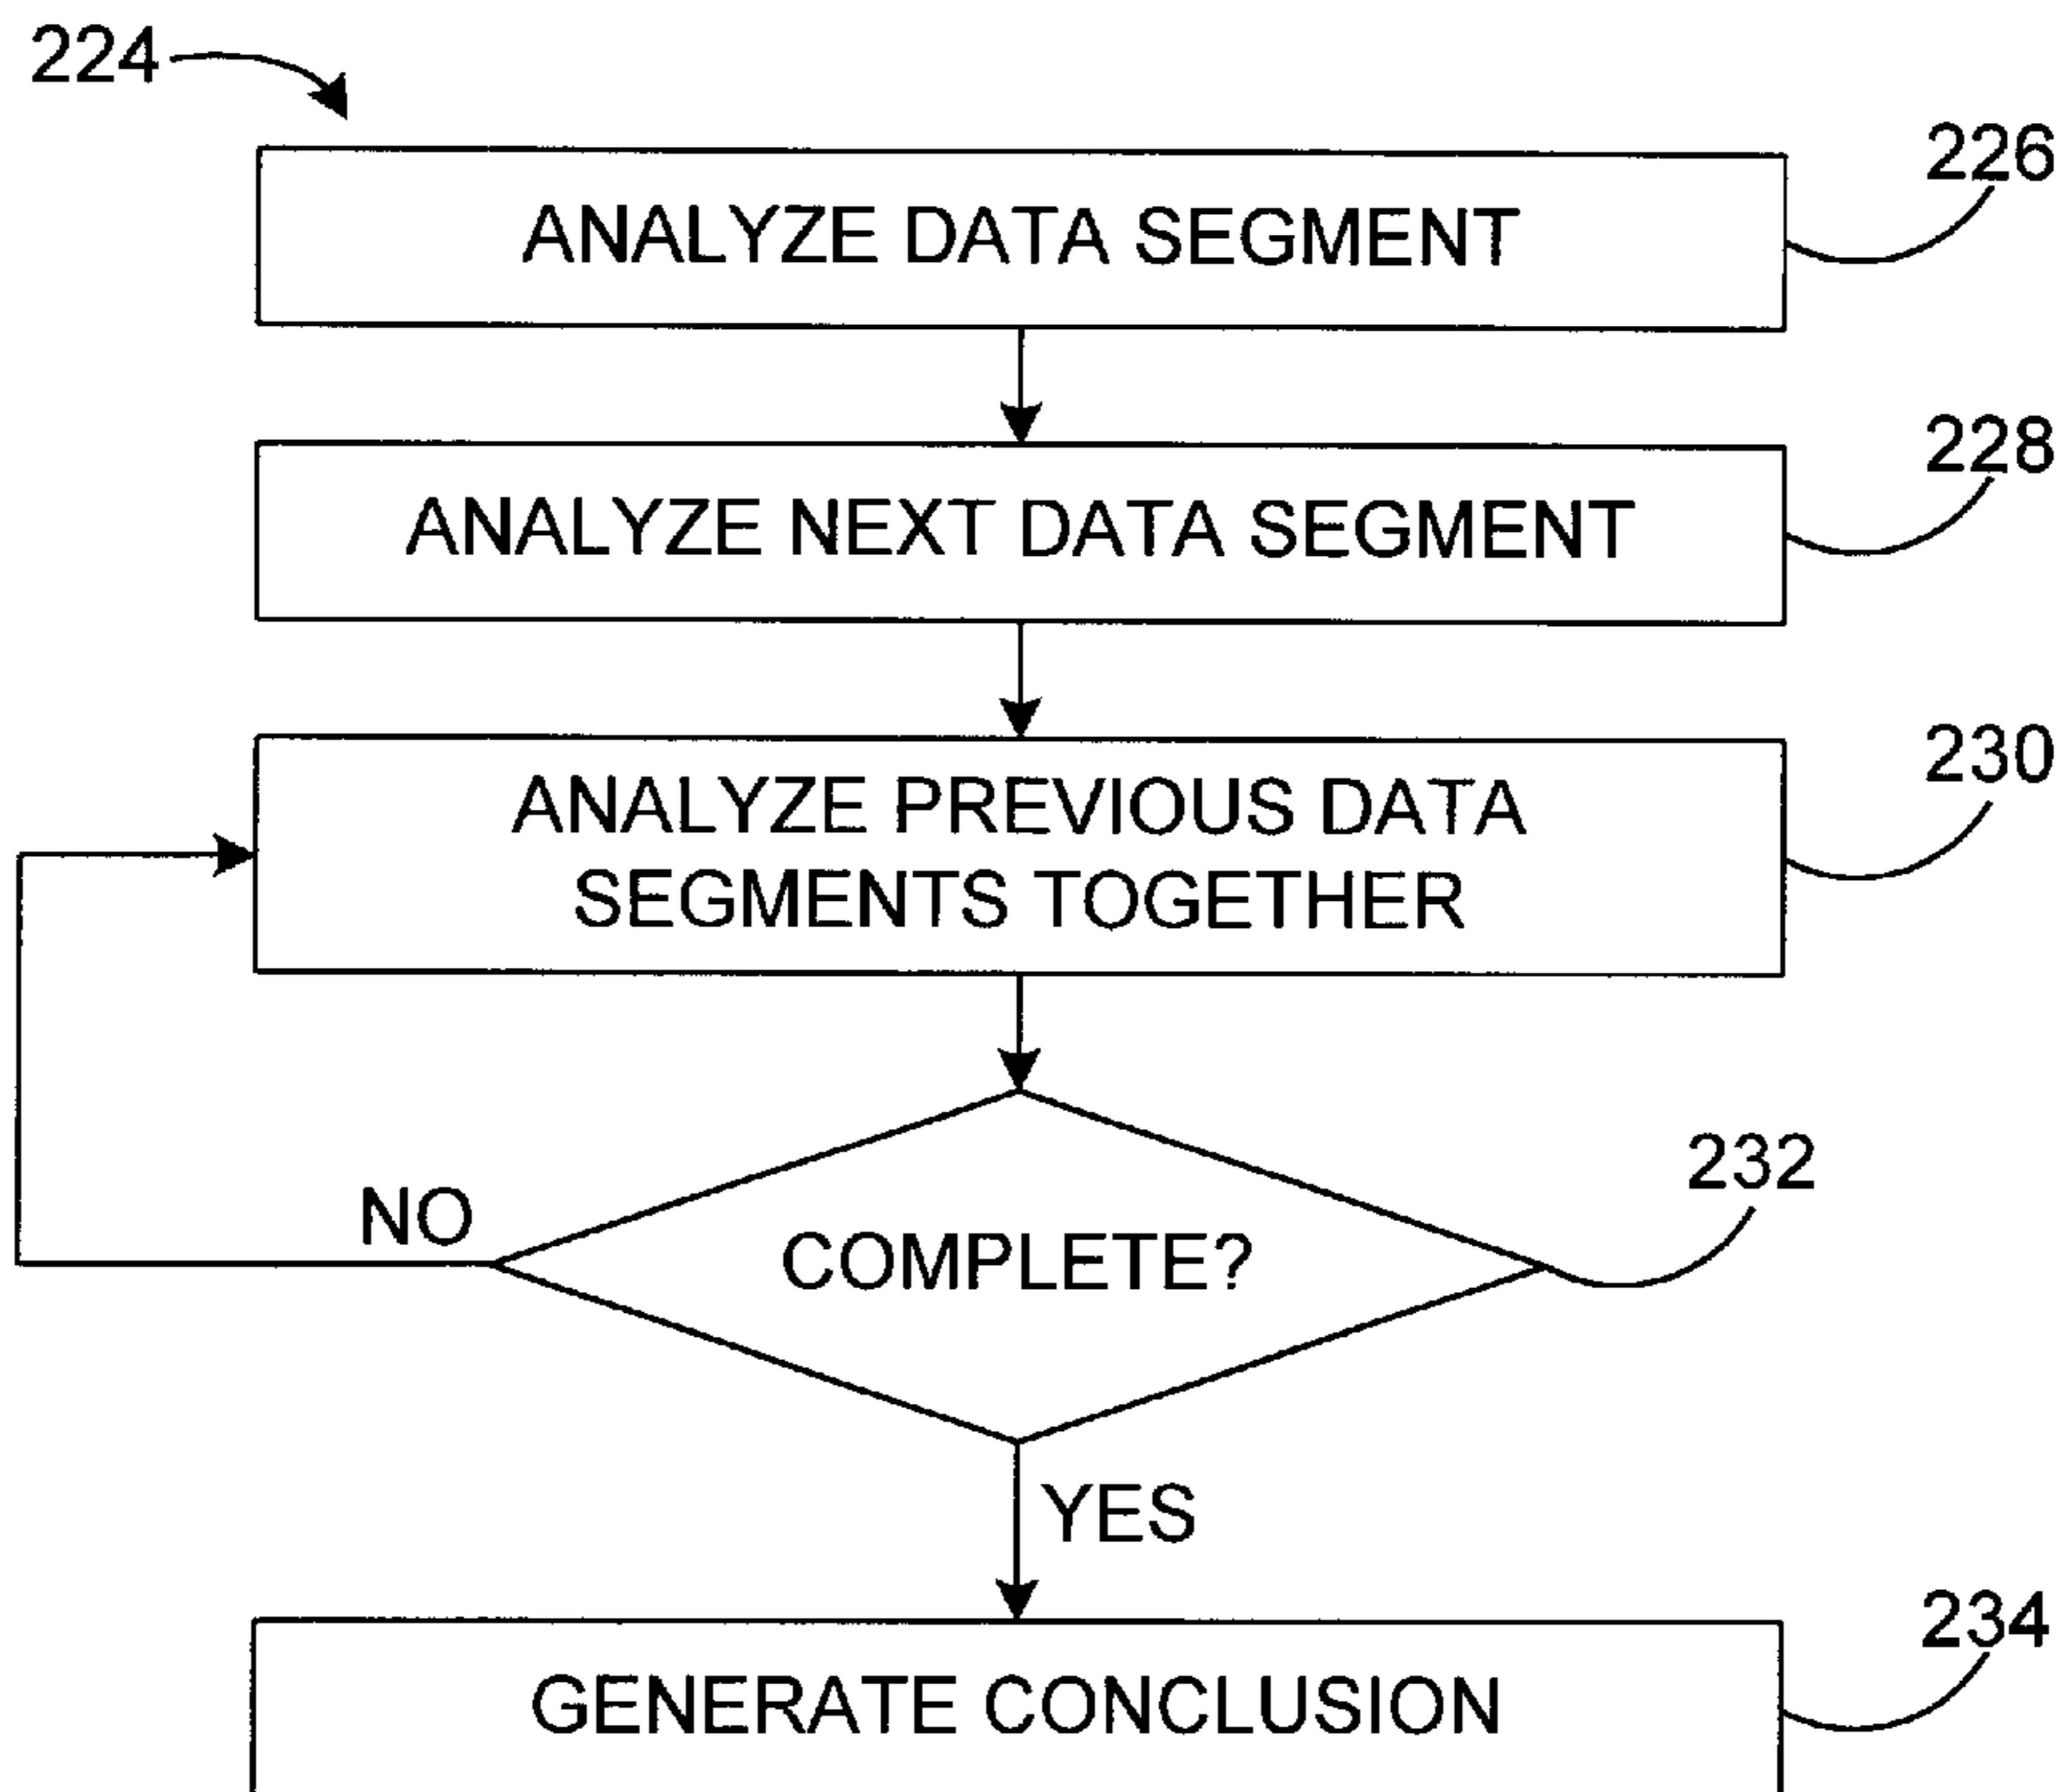 224
226
ANALYZE DATA SEGMENT
228
ANALYZE NEXT DATA SEGMENT
230
ANALYZE PREVIOUS DATA
SEGMENTS TOGETHER
232
NO
COMPLETE?
YES
234
GENERATE CONCLUSION